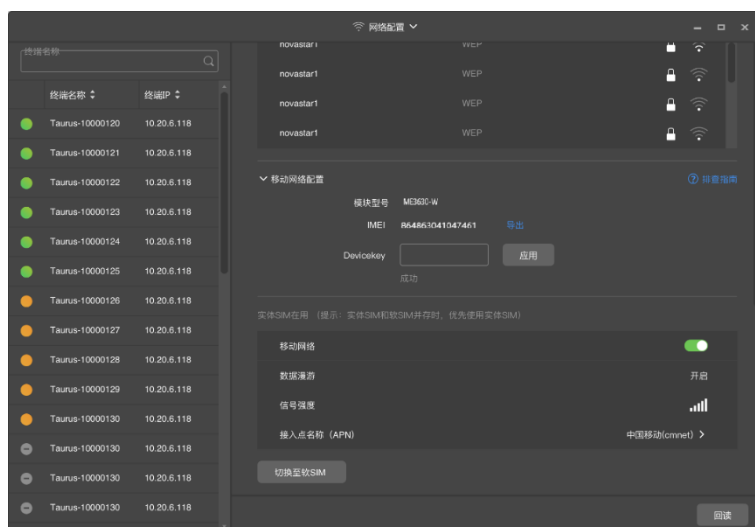 网络配置
终端名称
终端名称 终端IP
Taurus-10000120 10.20.6.118
Taurus-10000121 10.20.6.118
Taurus-10000122 10.20.6.118
Taurus-10000123 10.20.6.118
Taurus-10000124 10.20.6.118
Taurus-10000125 10.20.6.118
Taurus-10000126 10.20.6.118
Taurus-10000127 10.20.6.118
Taurus-10000128 10.20.6.118
Taurus-10000129 10.20.6.118
Taurus-10000130 10.20.6.118
Taurus-10000130 10.20.6.118
Taurus-10000130 10.20.6.118
Taurus-10000130 10.20.6.118
novastar1 WEP
novastar1 WEP
novastar1 WEP
novastar1 WEP
移动网络配置 排查指南
模块型号 ME3630-W
IMEI 864863041047461 导出
Devicekey 应用
成功
实体SIM在用 (提示:实体SIM和软SIM并存时,优先使用实体SIM)
移动网络
数据漫游 开启
信号强度
接入点名称(APN) 中国移动(cmnet)
切换至软SIM
回读